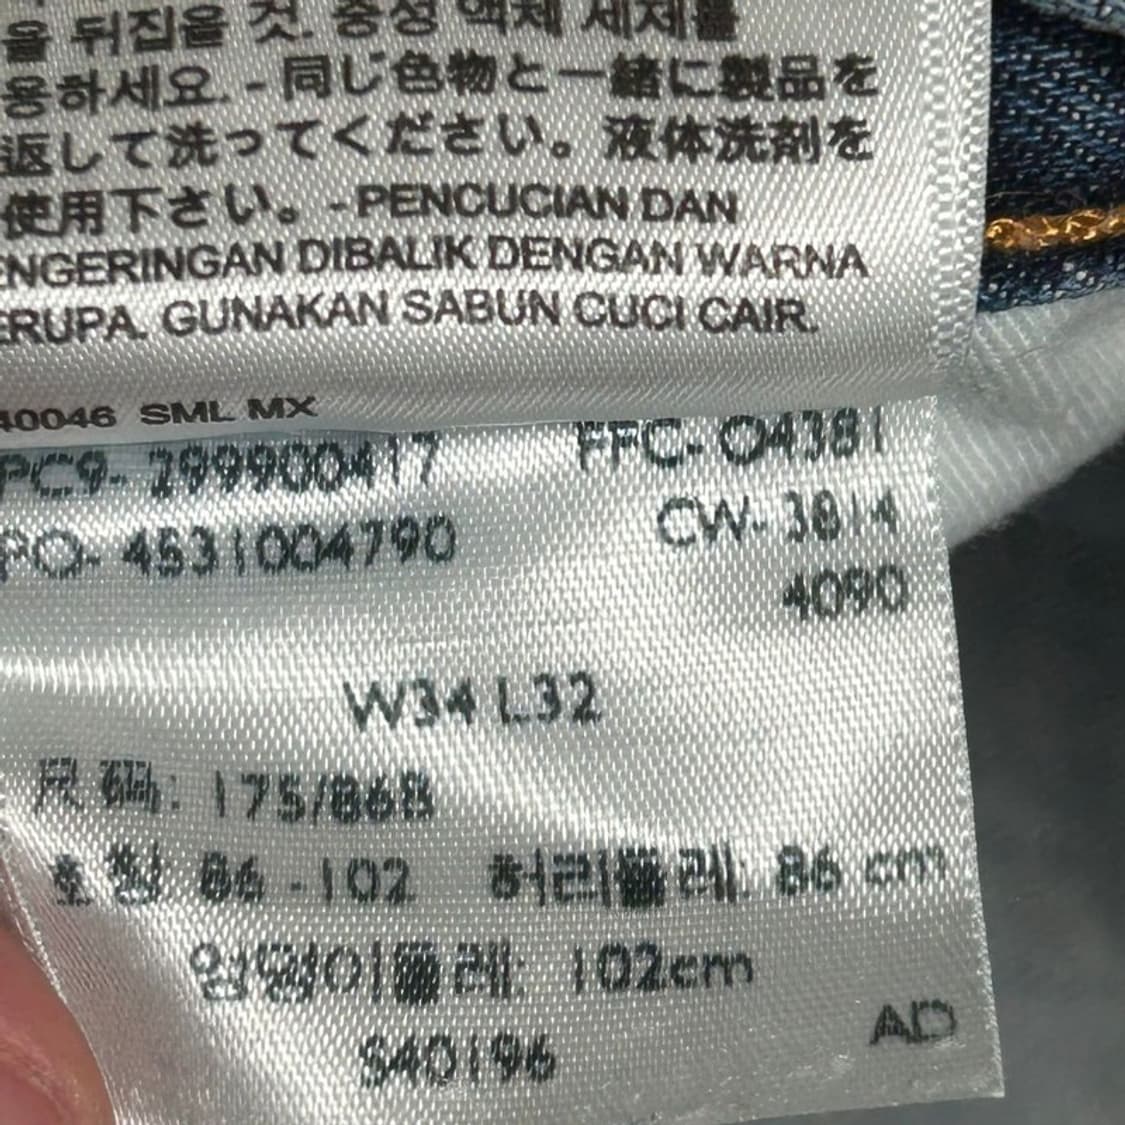 을 뒤집을 것. 중성 액체 세제를
용하세요. - 同じ色物と一緒に製品を
返して洗ってください。液体洗剤を
使用下さい。-PENCUCIAN DAN
ENGERINGAN DIBALIK DENGAN WARNA
ERUPA. GUNAKAN SABUN CUCI CAIR.
40046 SML MX
PC9- 299900417 FFC- O4381
PO- 4531004790 CW- 3814
4090
W34 L32
尺码: 175/86B
호칭 86 -102 허리둘레: 86 cm
엉덩이둘레: 102cm
S40196
AD